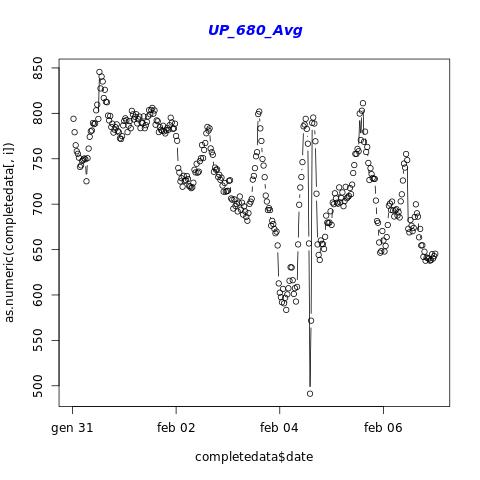 UP_680_Avg
as.numeric(completedata[, i])
850
800
750
700
650
600
550
500
gen 31
feb 02
feb 04
feb 06
completedata$date